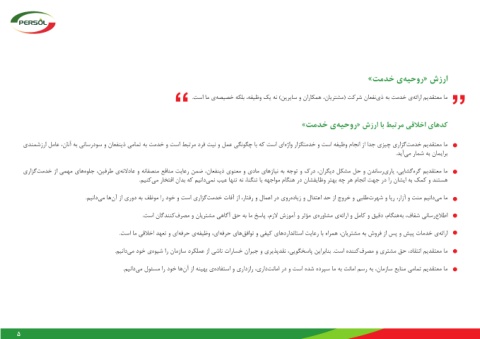 PERSOL
ارزش «روحیه‌ی خدمت»
ما معتقدیم ارائه‌ی خدمت به ذی‌نفعان شرکت (مشتریان، همکاران و سایرین) نه یک وظیفه، بلکه خصیصه‌ی ما است.
کدهای اخلاقی مرتبط با ارزش «روحیه‌ی خدمت»
ما معتقدیم خدمت‌گزاری چیزی جدا از انجام وظیفه است و خدمتگزار واژه‌ای است که با چگونگی عمل و نیت فرد مرتبط است و خدمت به تمامی ذینفعان و سودرسانی به آنان، عامل ارزشمندی
برایمان به شمار می‌آید.
ما معتقدیم گره‌گشایی، یاری‌رساندن و حل مشکل دیگران، درک و توجه به نیازهای مادی و معنوی ذینفعان، ضمن رعایت منافع منصفانه و عادلانه‌ی طرفین، جلوه‌های مهمی از خدمت‌گزاری
هستند و کمک به ایشان را در جهت انجام هر چه بهتر وظایفشان در هنگام مواجهه با تنگنا، نه تنها عیب نمی‌دانیم که بدان افتخار می‌کنیم.
ما می‌دانیم منت و آزار، ریا و شهرت‌طلبی و خروج از حد اعتدال و زیاده‌روی در اعمال و رفتار، از آفات خدمت‌گزاری است و خود را موظف به دوری از آن‌ها می‌دانیم.
اطلاع‌رسانی شفاف، به‌هنگام، دقیق و کامل و ارائه‌ی مشاوره‌ی مؤثر و آموزش لازم، پاسخ ما به حق آگاهی مشتریان و مصرف‌کنندگان است.
ارائه‌ی خدمات پیش و پس از فروش به مشتریان، همراه با رعایت استانداردهای کیفی و توافق‌های حرفه‌ای، وظیفه‌ی حرفه‌ای و تعهد اخلاقی ما است.
ما معتقدیم انتقاد، حق مشتری و مصرف‌کننده است. بنابراین پاسخگویی، نقدپذیری و جبران خسارات ناشی از عملکرد سازمان را شیوه‌ی خود می‌دانیم.
ما معتقدیم تمامی منابع سازمان، به رسم امانت به ما سپرده شده است و در امانت‌داری، رازداری و استفاده‌ی بهینه از آن‌ها خود را مسئول می‌دانیم.
۵